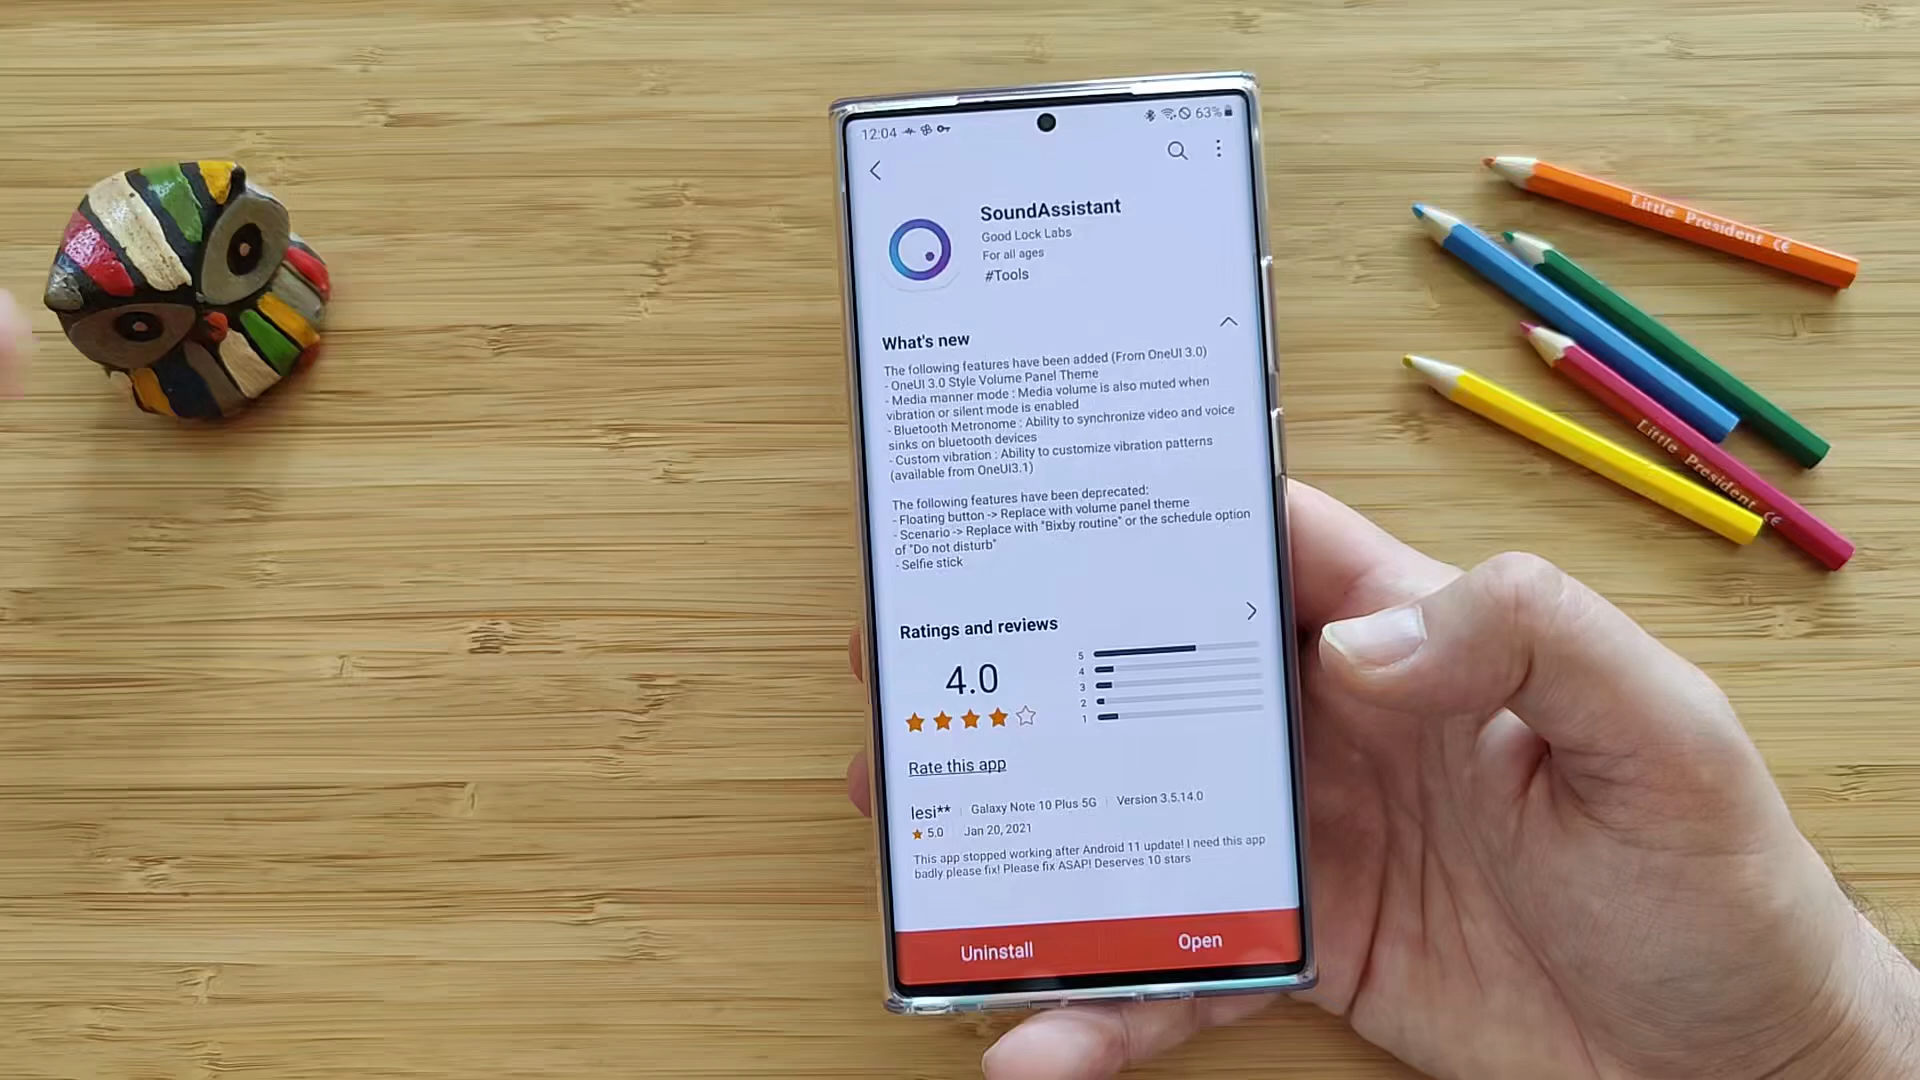 12:04
63%
SoundAssistant
Good Lock Labs
For all ages
#Tools
What's new
The following features have been added (From OneUI 3.0)
- OneUI 3.0 Style Volume Panel Theme
- Media manner mode : Media volume is also muted when
vibration or silent mode is enabled
- Bluetooth Metronome : Ability to synchronize video and voice
sinks on bluetooth devices
- Custom vibration : Ability to customize vibration patterns
(available from OneUI3.1)
The following features have been deprecated:
- Floating button -> Replace with volume panel theme
- Scenario -> Replace with "Bixby routine" or the schedule option
of "Do not disturb"
- Selfie stick
Ratings and reviews
4.0
5
4
3
2
1
Rate this app
lesi** | Galaxy Note 10 Plus 5G | Version 3.5.14.0
5.0 | Jan 20, 2021
This app stopped working after Android 11 update! I need this app
badly please fix! Please fix ASAP! Deserves 10 stars
Uninstall
Open
Little President CE
Little President CE